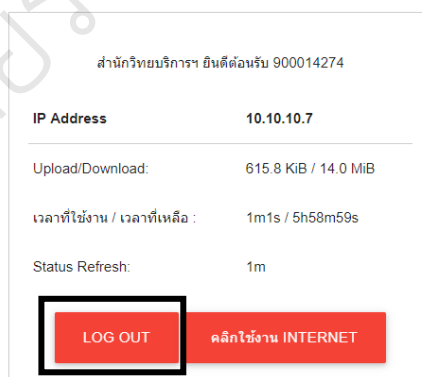 สำนักวิทยบริการฯ ยินดีต้อนรับ 900014274
IP Address 10.10.10.7
Upload/Download: 615.8 KiB / 14.0 MiB
เวลาที่ใช้งาน / เวลาที่เหลือ : 1m1s / 5h58m59s
Status Refresh: 1m
LOG OUT คลิกใช้งาน INTERNET